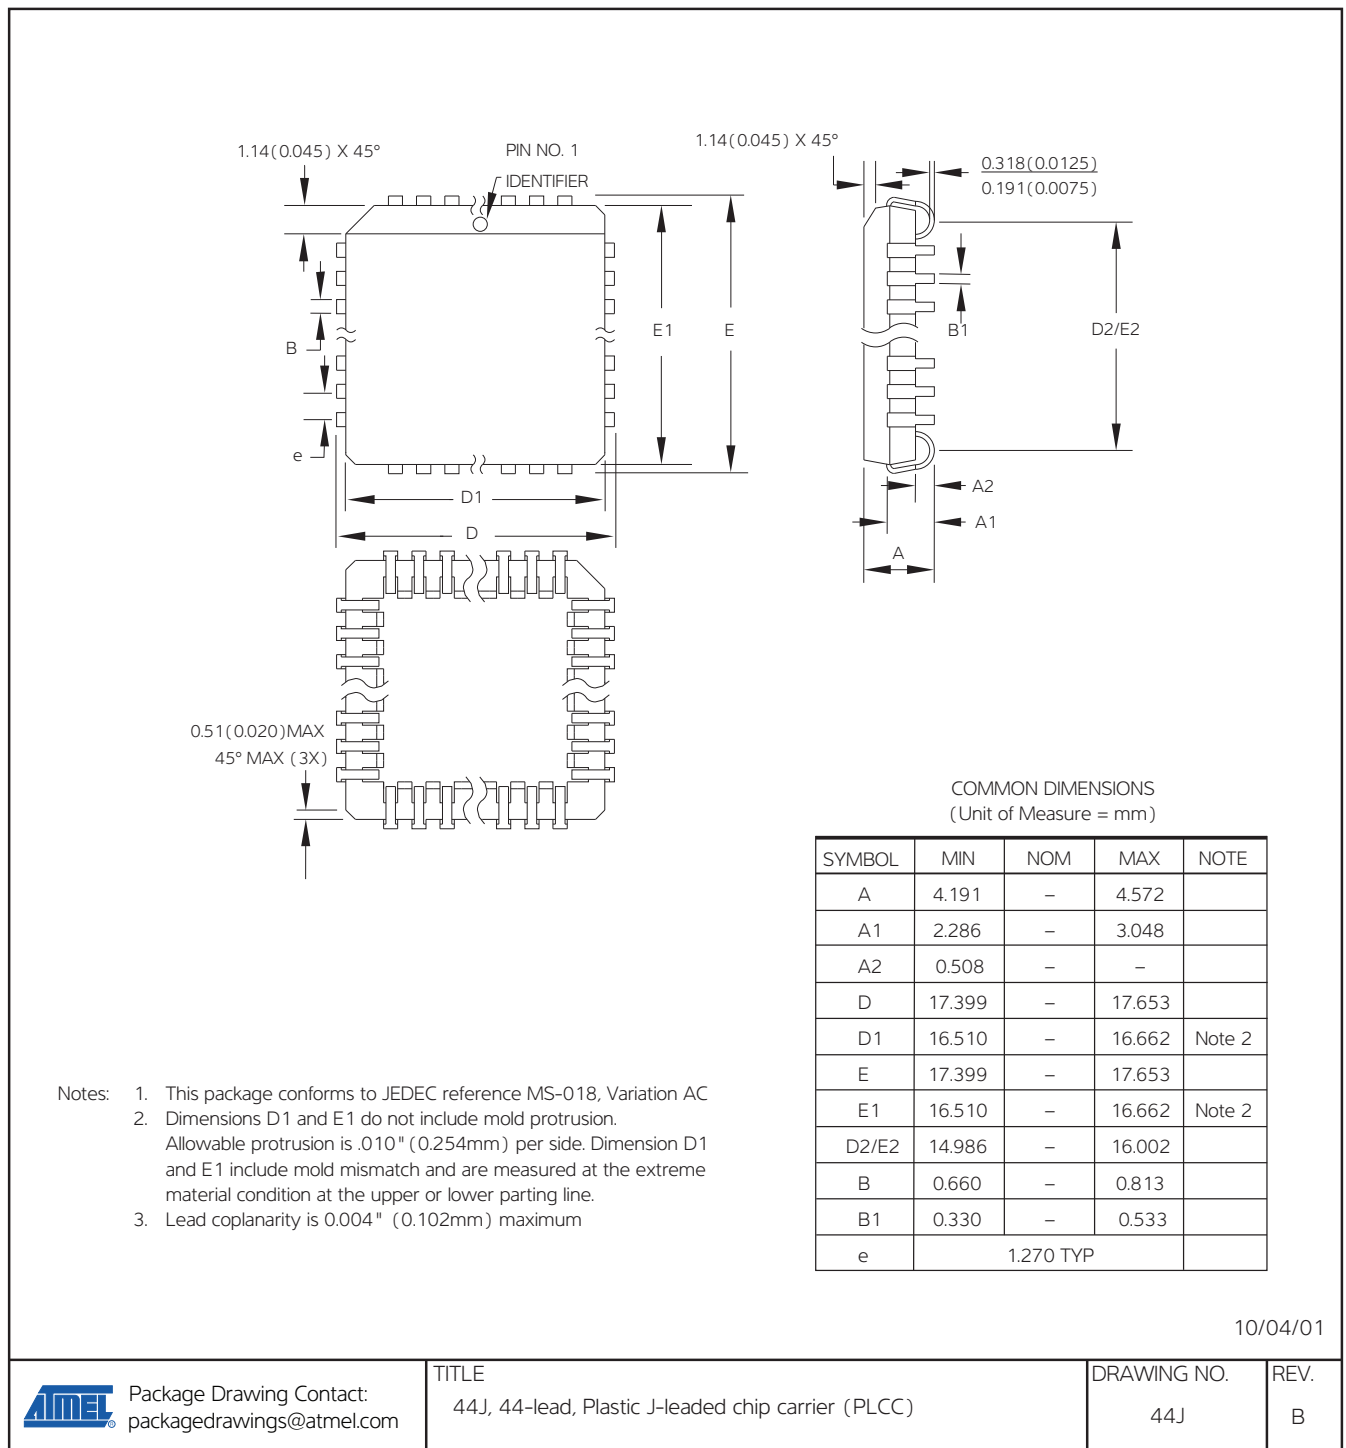 1.14(0.045) X 45°
PIN NO. 1
IDENTIFIER
1.14(0.045) X 45°
0.318(0.0125)
0.191(0.0075)
B
e
E1
E
B1
D2/E2
D1
D
A2
A1
A
0.51(0.020)MAX
45° MAX (3X)
COMMON DIMENSIONS
(Unit of Measure = mm)
SYMBOL MIN NOM MAX NOTE
A 4.191 – 4.572
A1 2.286 – 3.048
A2 0.508 – –
D 17.399 – 17.653
D1 16.510 – 16.662 Note 2
E 17.399 – 17.653
E1 16.510 – 16.662 Note 2
D2/E2 14.986 – 16.002
B 0.660 – 0.813
B1 0.330 – 0.533
e 1.270 TYP
Notes: 1. This package conforms to JEDEC reference MS-018, Variation AC
2. Dimensions D1 and E1 do not include mold protrusion.
Allowable protrusion is .010"(0.254mm) per side. Dimension D1
and E1 include mold mismatch and are measured at the extreme
material condition at the upper or lower parting line.
3. Lead coplanarity is 0.004" (0.102mm) maximum
10/04/01
ATMEL ®
Package Drawing Contact:
packagedrawings@atmel.com
TITLE
44J, 44-lead, Plastic J-leaded chip carrier (PLCC)
DRAWING NO.
44J
REV.
B